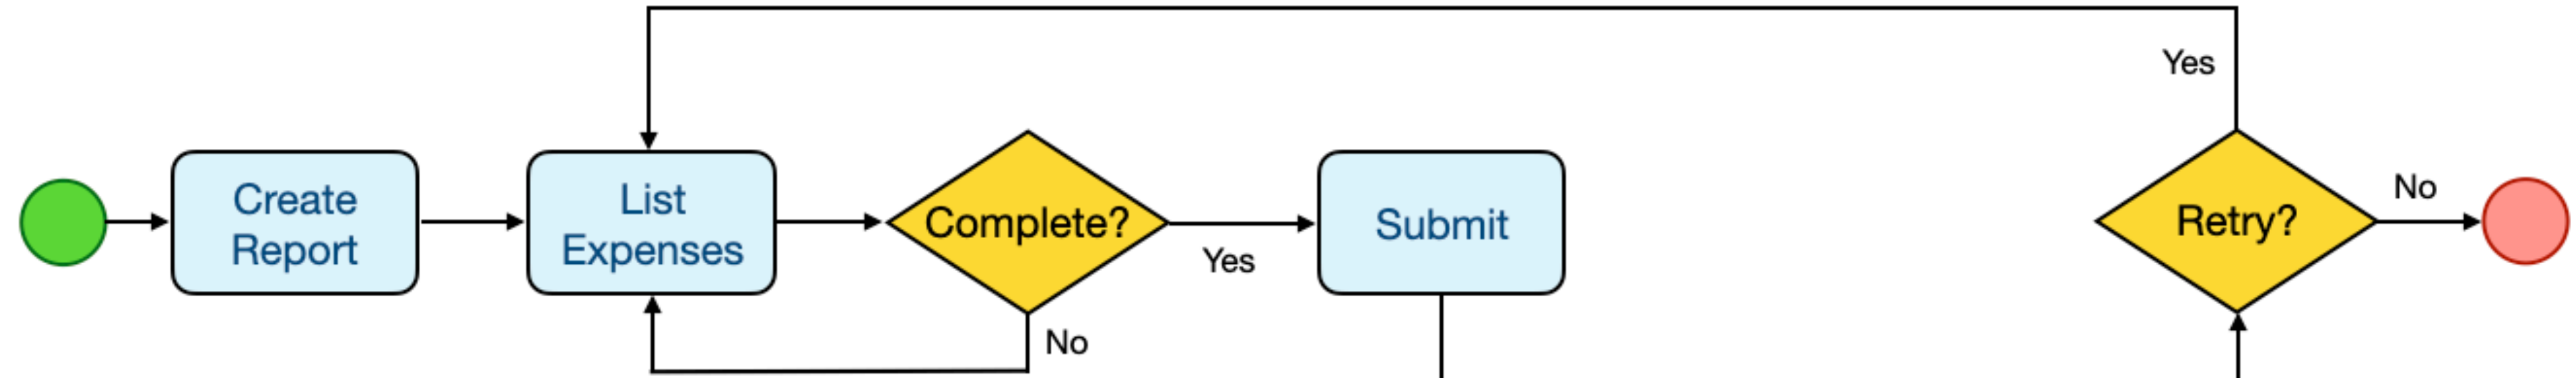 Yes
Create
Report
List
Expenses
Complete?
Yes
No
Submit
Retry?
No